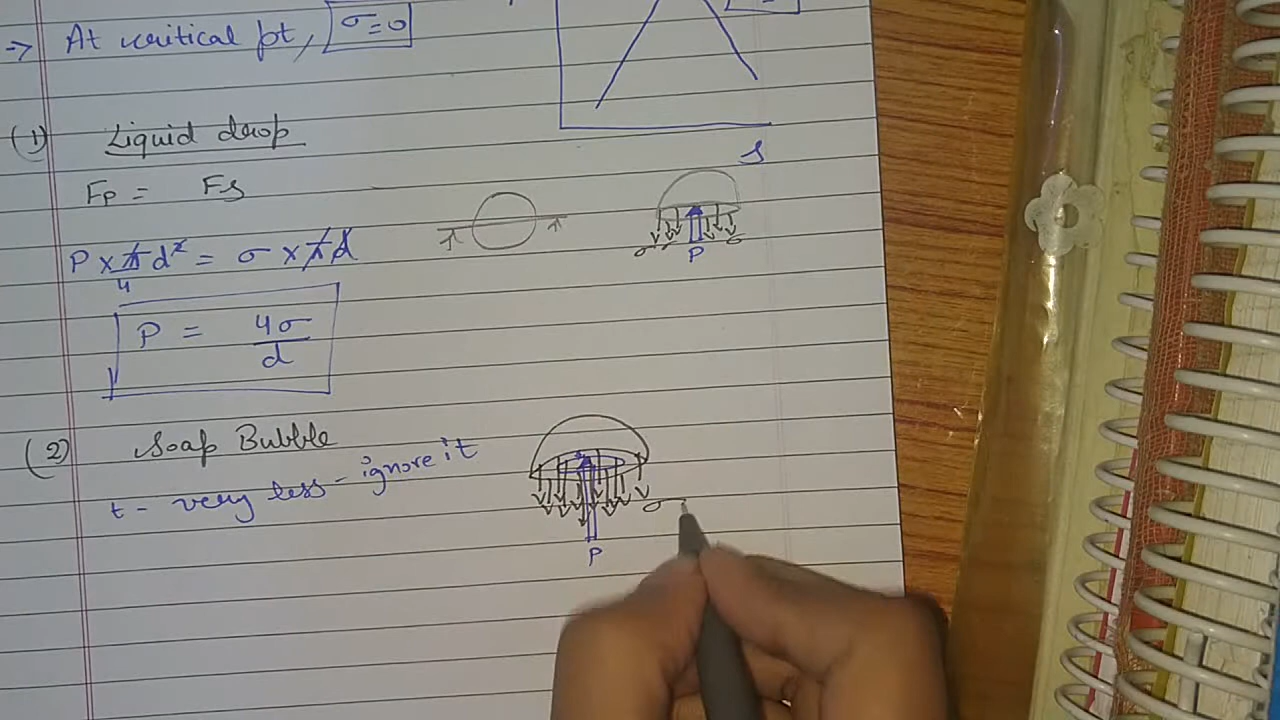 => At critical pt, σ=0
(1) Liquid drop
Fp = Fs
P × π/4 d² = σ × πd
P = 4σ/d
σ σ
P
(2) Soap Bubble
t - very less - ignore it
σ
P